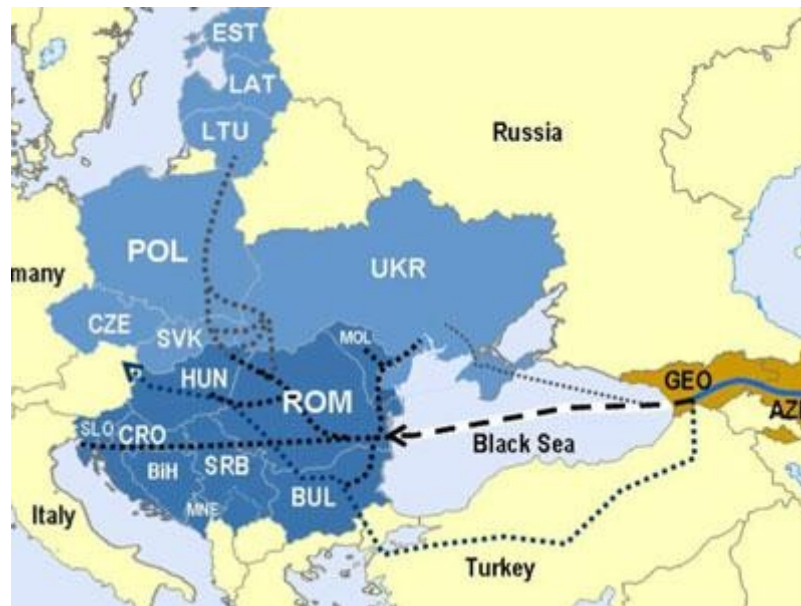 EST
LAT
LTU
Russia
POL
UKR
many
CZE
SVK
MOL
HUN
GEO
ROM
AZE
SLO
CRO
Black Sea
BiH
SRB
BUL
MNE
Italy
Turkey